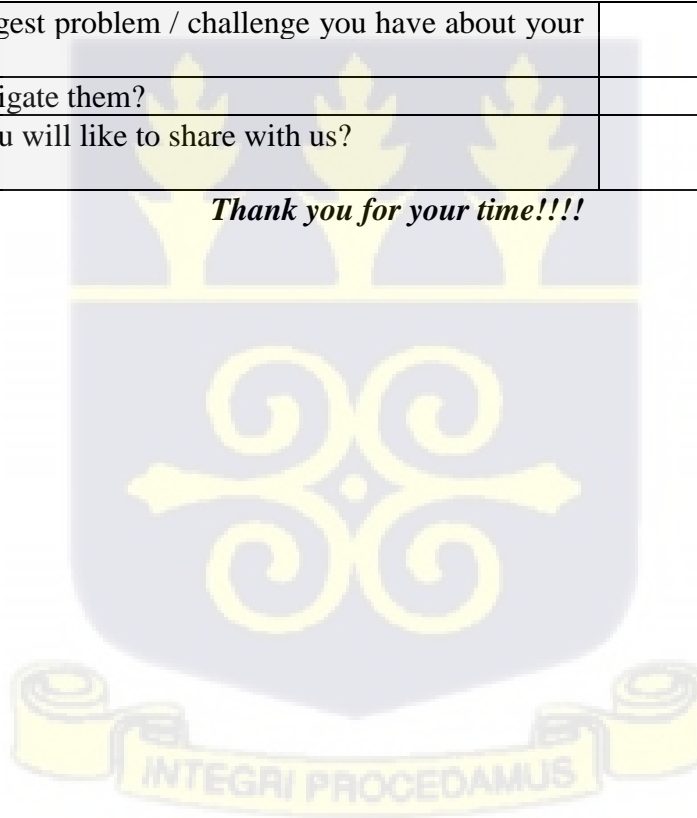 gest problem / challenge you have about your
igate them?
u will like to share with us?
Thank you for your time!!!!
INTEGRI PROCEDAMUS